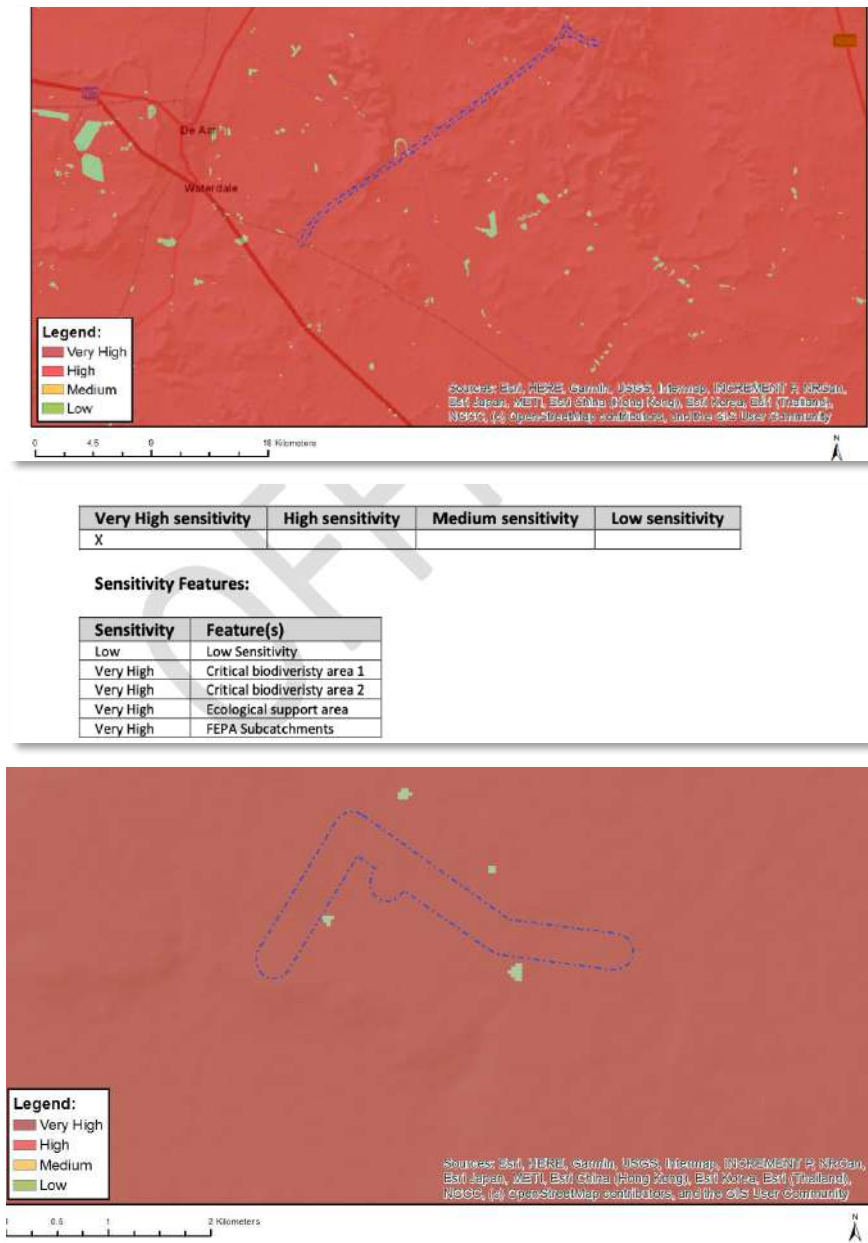 De Aar
Waterdale
Legend:
Very High
High
Medium
Low
Sources: Esri, HERE, Garmin, USGS, Intermap, INCREMENT P, NRCan,
Esri Japan, METI, Esri China (Hong Kong), Esri Korea, Esri (Thailand),
NGCC, (c) OpenStreetMap contributors, and the GIS User Community
0 4.5 9 18 Kilometers
N
Very High sensitivity High sensitivity Medium sensitivity Low sensitivity
X
Sensitivity Features:
Sensitivity Feature(s)
Low Low Sensitivity
Very High Critical biodiveristy area 1
Very High Critical biodiveristy area 2
Very High Ecological support area
Very High FEPA Subcatchments
Legend:
Very High
High
Medium
Low
Sources: Esri, HERE, Garmin, USGS, Intermap, INCREMENT P, NRCan,
Esri Japan, METI, Esri China (Hong Kong), Esri Korea, Esri (Thailand),
NGCC, (c) OpenStreetMap contributors, and the GIS User Community
0.5 1 2 Kilometers
N